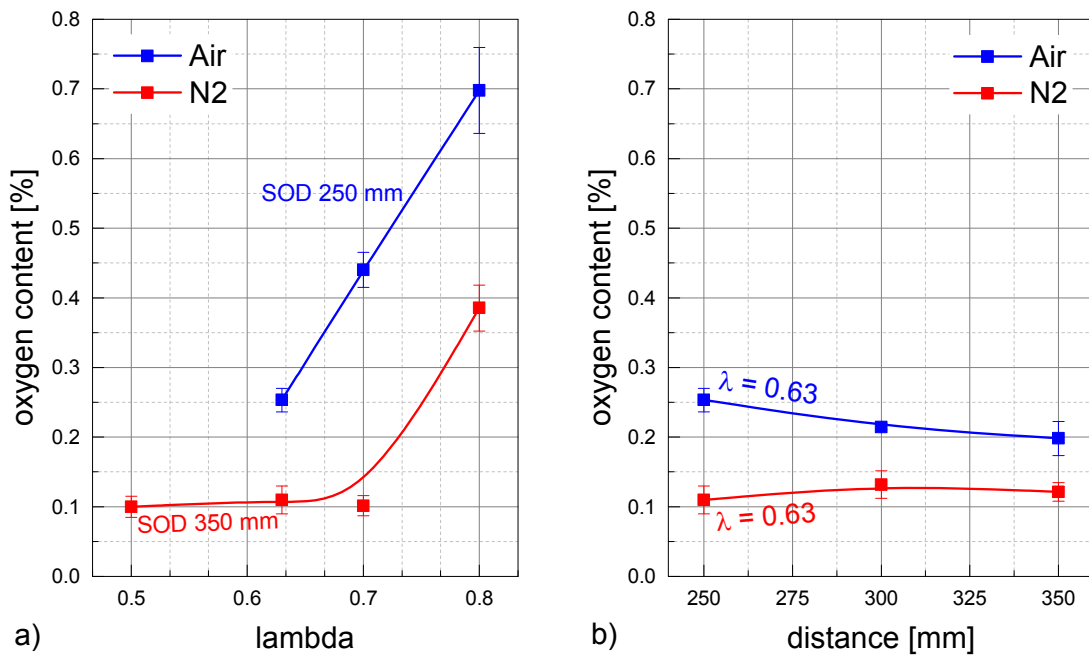 Air
N2
SOD 250 mm
SOD 350 mm
oxygen content [%]
0.8
0.7
0.6
0.5
0.4
0.3
0.2
0.1
0.0
0.5 0.6 0.7 0.8
a) lambda
Air
N2
λ = 0.63
λ = 0.63
oxygen content [%]
0.8
0.7
0.6
0.5
0.4
0.3
0.2
0.1
0.0
250 275 300 325 350
b) distance [mm]